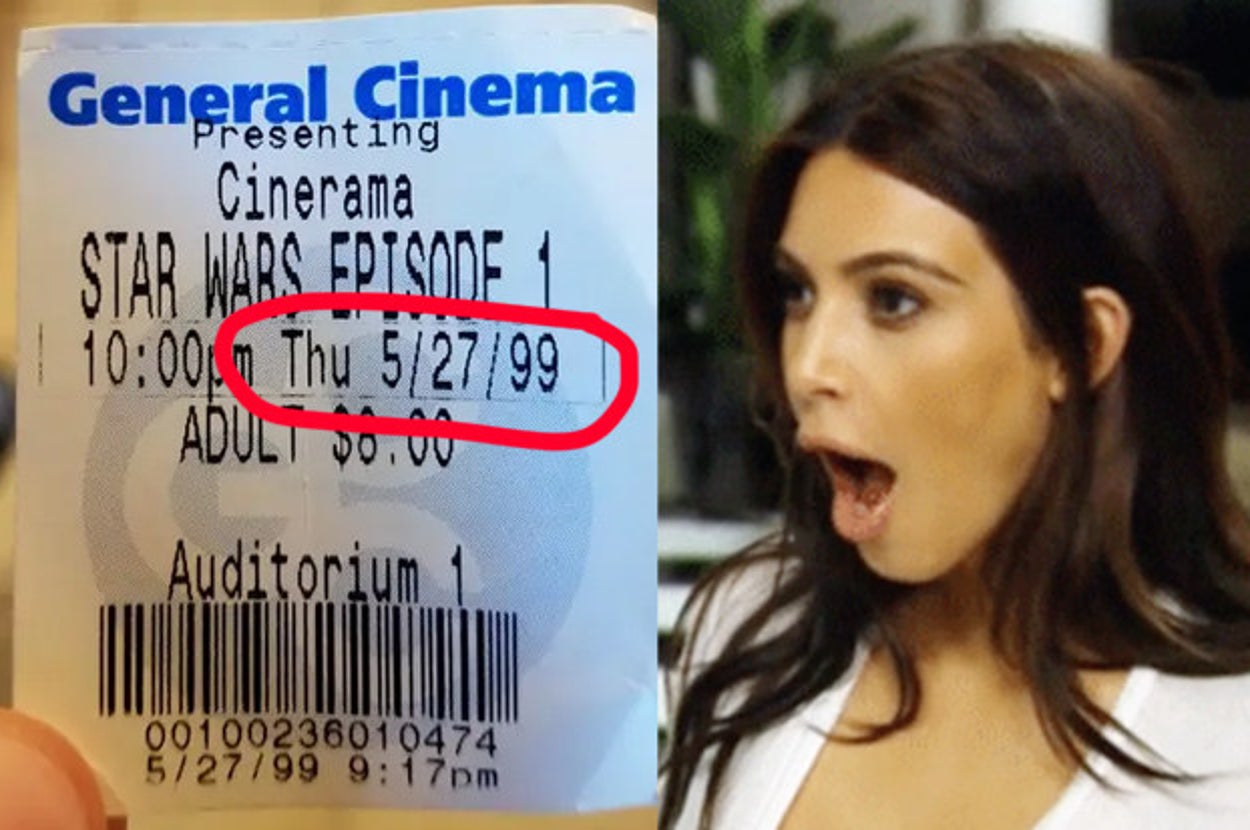 General Cinema
Presenting
Cinerama
STAR WARS EPISODE 1
10:00pm Thu 5/27/99
ADULT $8.00
Auditorium 1
00100236010474
5/27/99 9:17pm